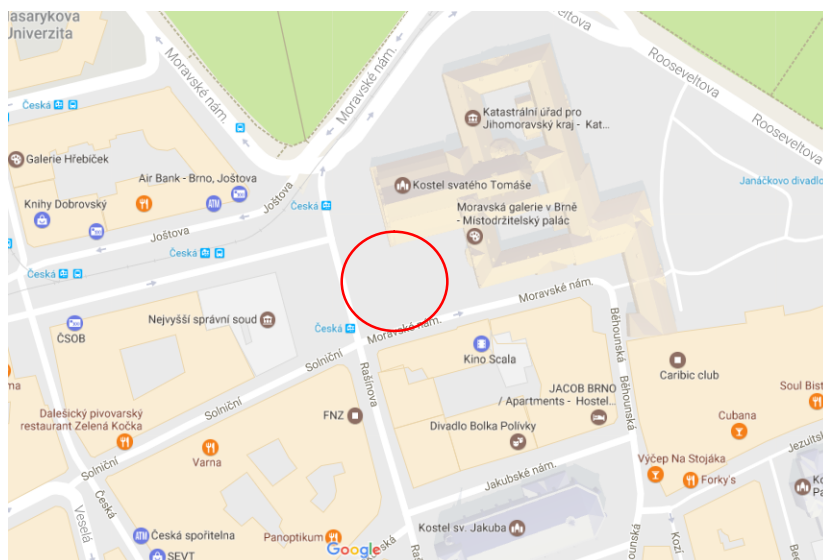 Masarykova
Univerzita
Moravské nám.
Moravské nám.
Rooseveltova
Rooseveltova
Česká
Katastrální úřad pro
Jihomoravský kraj - Kat...
Galerie Hřebíček
Air Bank - Brno, Joštova
Kostel svatého Tomáše
Janáčkovo divadlo
Knihy Dobrovský
ATM
Joštova
Česká
Moravská galerie v Brně
- Místodržitelský palác
Joštova
Česká
Česká
Moravské nám.
Nejvyšší správní soud
Česká
Moravské nám.
ČSOB
Solniční
Kino Scala
Běhounská
Caribic club
Rašínova
JACOB BRNO
/ Apartments - Hostel...
Běhounská
Soul Bist
Dalešický pivovarský
restaurant Zelená Kočka
Solniční
FNZ
Divadlo Bolka Polívky
Cubana
Varna
Výčep Na Stojáka
Jezuits
Solniční
Jakubské nám.
Forky's
Česká
Veselá
ATM
Česká spořitelna
Panoptikum
Kostel sv. Jakuba
Kozí
SEVT
Google